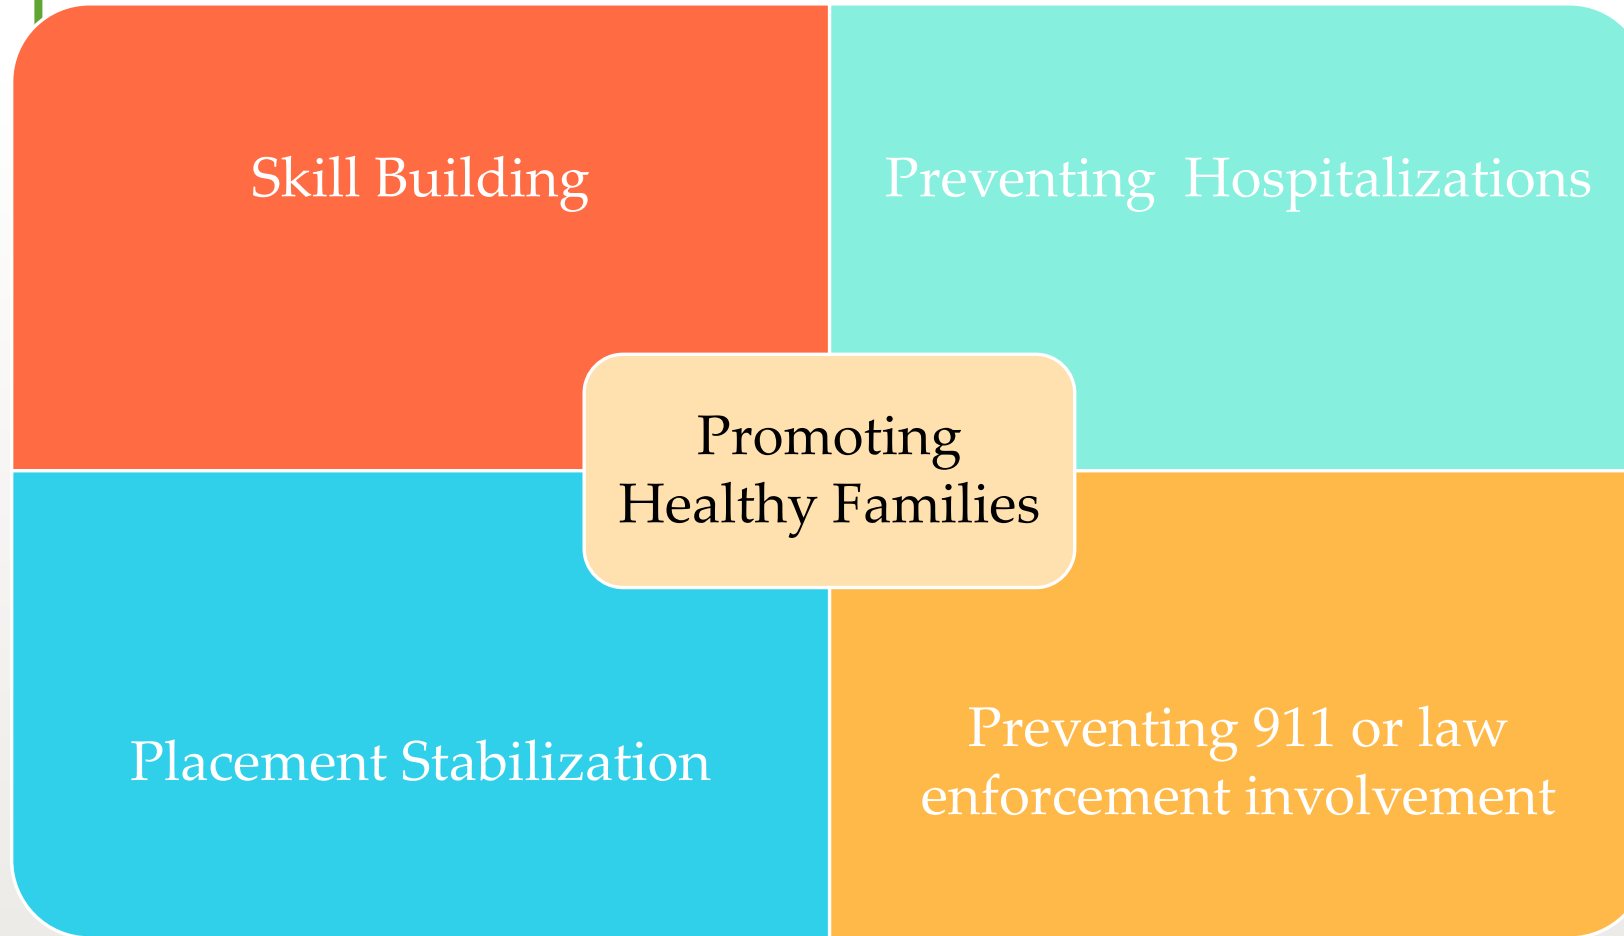 Skill Building
Preventing  Hospitalizations
Promoting
Healthy Families
Placement Stabilization
Preventing 911 or law
enforcement involvement